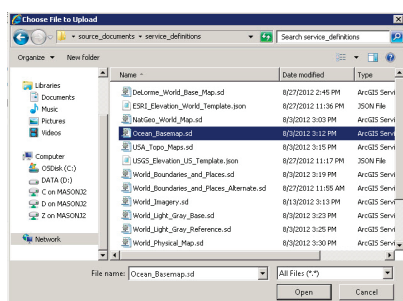 Choose File to Upload
« source_documents ▸ service_definitions
Search service_definitions
Organize
New folder
Name
Date modified
Type
Libraries
Documents
Music
Pictures
Videos
Computer
OSDisk (C:)
DATA (D:)
C on MASONJ2
D on MASONJ2
Z on MASONJ2
Network
DeLorme_World_Base_Map.sd 8/27/2012 2:45 PM ArcGIS Servi
ESRI_Elevation_World_Template.json 8/27/2012 11:36 PM JSON File
NatGeo_World_Map.sd 8/3/2012 3:03 PM ArcGIS Servi
Ocean_Basemap.sd 8/3/2012 3:12 PM ArcGIS Servi
USA_Topo_Maps.sd 8/3/2012 3:15 PM ArcGIS Servi
USGS_Elevation_US_Template.json 8/27/2012 11:17 PM JSON File
World_Boundaries_and_Places.sd 8/3/2012 3:19 PM ArcGIS Servi
World_Boundaries_and_Places_Alternate.sd 8/27/2012 11:55 AM ArcGIS Servi
World_Imagery.sd 8/13/2012 3:13 PM ArcGIS Servi
World_Light_Gray_Base.sd 8/3/2012 3:23 PM ArcGIS Servi
World_Light_Gray_Reference.sd 8/3/2012 3:25 PM ArcGIS Servi
World_Physical_Map.sd 8/3/2012 3:30 PM ArcGIS Servi
File name: Ocean_Basemap.sd
All Files (*.*)
Open
Cancel